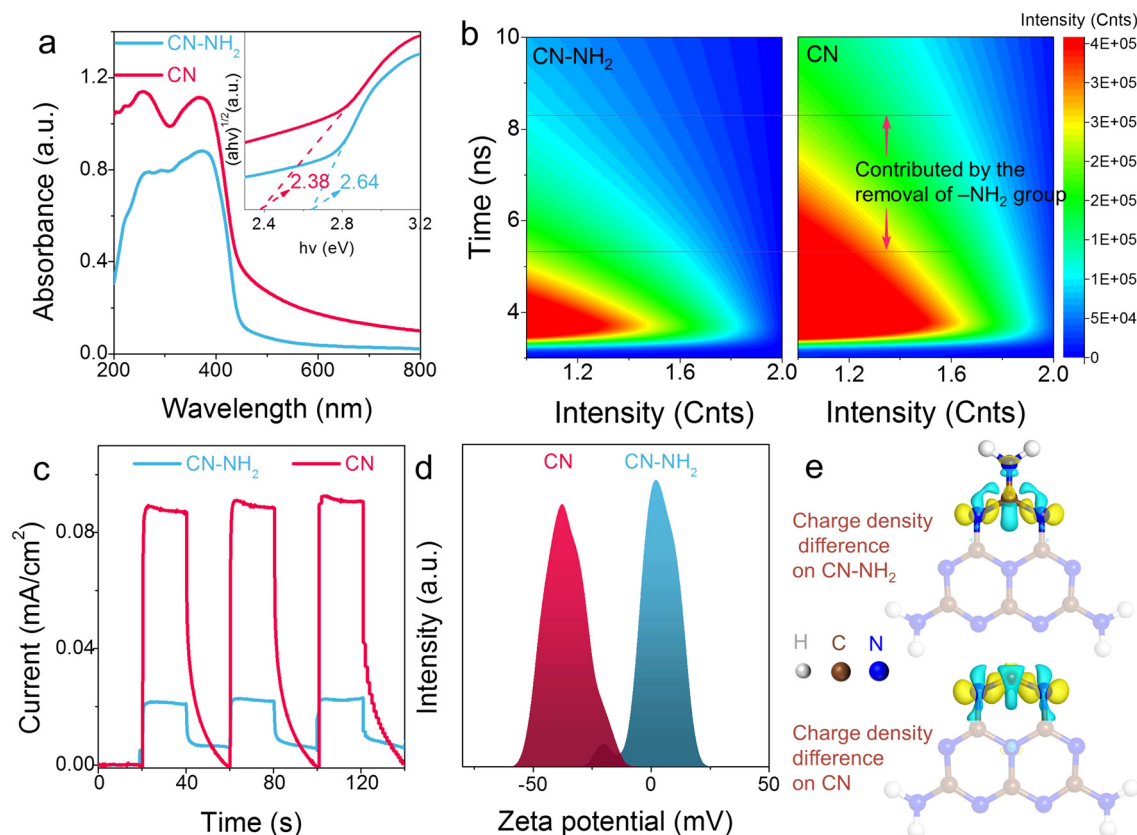 a
CN-NH2
CN
Absorbance (a.u.)
1.2
0.8
0.4
0.0
200
400
600
800
Wavelength (nm)
(ahv)1/2(a.u.)
2.38
2.64
2.4
2.8
3.2
hv (eV)
b
CN-NH2
CN
Time (ns)
10
8
6
4
1.2
1.6
2.0
1.2
1.6
2.0
Intensity (Cnts)
Intensity (Cnts)
Contributed by the
removal of –NH2 group
Intensity (Cnts)
4E+05
3E+05
3E+05
2E+05
2E+05
1E+05
5E+04
0
c
CN-NH2
CN
Current (mA/cm2)
0.08
0.04
0.00
0
40
80
120
Time (s)
d
CN
CN-NH2
Intensity (a.u.)
-50
0
50
Zeta potential (mV)
e
Charge density
difference
on CN-NH2
H C N
Charge density
difference
on CN